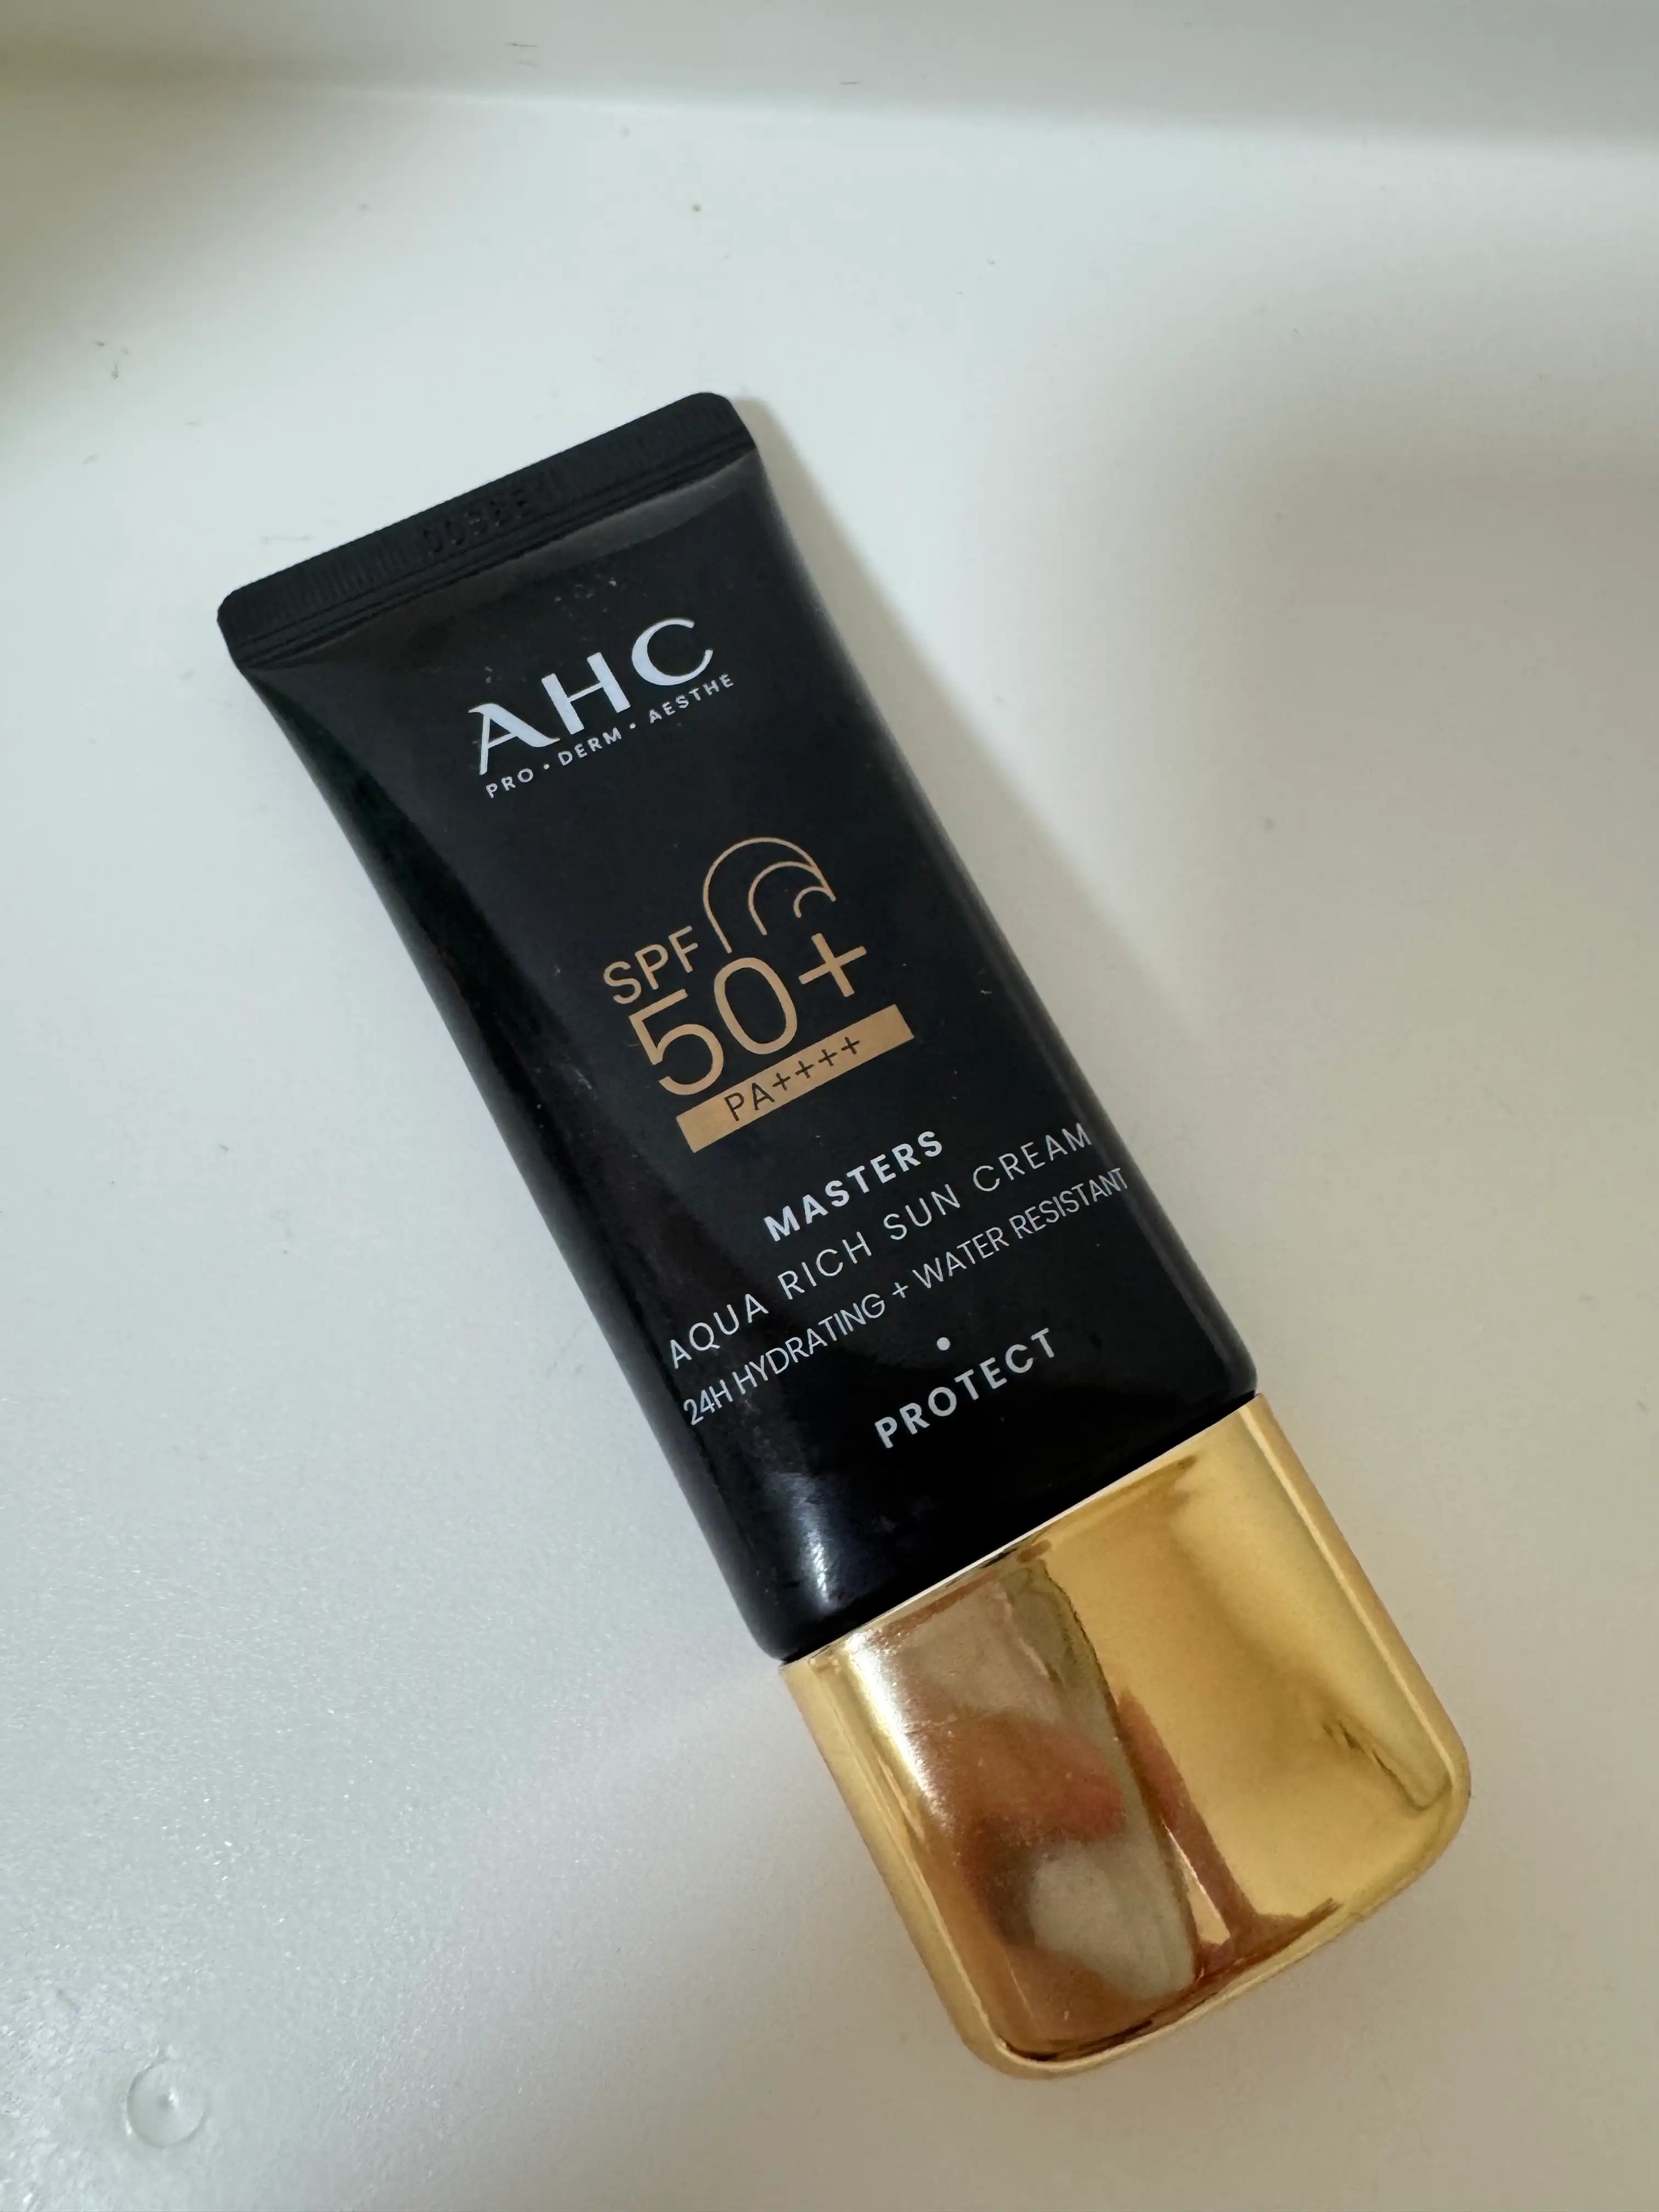 AHC
PRO • DERM • AESTHE
SPF
50+
PA++++
MASTERS
AQUA RICH SUN CREAM
24H HYDRATING + WATER RESISTANT
•
PROTECT